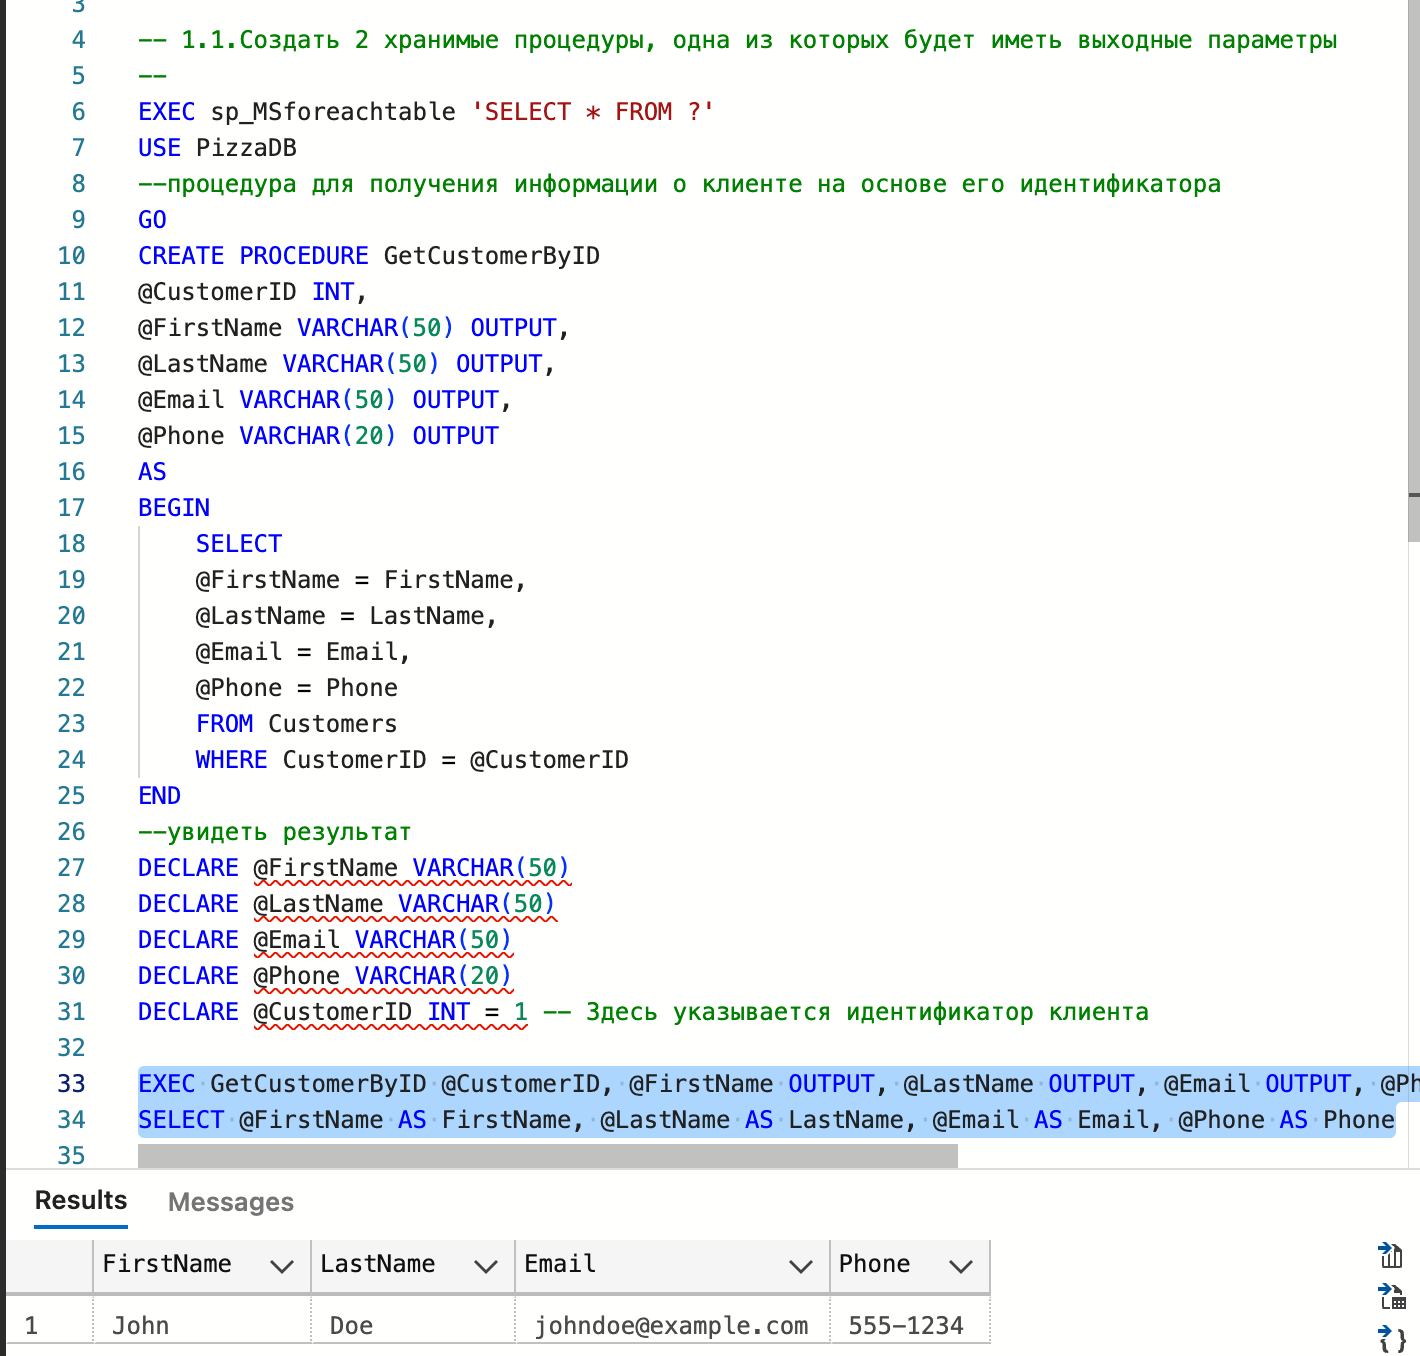 3
4 -- 1.1.Создать 2 хранимые процедуры, одна из которых будет иметь выходные параметры
5 --
6 EXEC sp_MSforeachtable 'SELECT * FROM ?'
7 USE PizzaDB
8 --процедура для получения информации о клиенте на основе его идентификатора
9 GO
10 CREATE PROCEDURE GetCustomerByID
11 @CustomerID INT,
12 @FirstName VARCHAR(50) OUTPUT,
13 @LastName VARCHAR(50) OUTPUT,
14 @Email VARCHAR(50) OUTPUT,
15 @Phone VARCHAR(20) OUTPUT
16 AS
17 BEGIN
18 SELECT
19 @FirstName = FirstName,
20 @LastName = LastName,
21 @Email = Email,
22 @Phone = Phone
23 FROM Customers
24 WHERE CustomerID = @CustomerID
25 END
26 --увидеть результат
27 DECLARE @FirstName VARCHAR(50)
28 DECLARE @LastName VARCHAR(50)
29 DECLARE @Email VARCHAR(50)
30 DECLARE @Phone VARCHAR(20)
31 DECLARE @CustomerID INT = 1 -- Здесь указывается идентификатор клиента
32
33 EXEC GetCustomerByID @CustomerID, @FirstName OUTPUT, @LastName OUTPUT, @Email OUTPUT, @Ph
34 SELECT @FirstName AS FirstName, @LastName AS LastName, @Email AS Email, @Phone AS Phone
35
Results Messages
FirstName LastName Email Phone
1 John Doe johndoe@example.com 555-1234